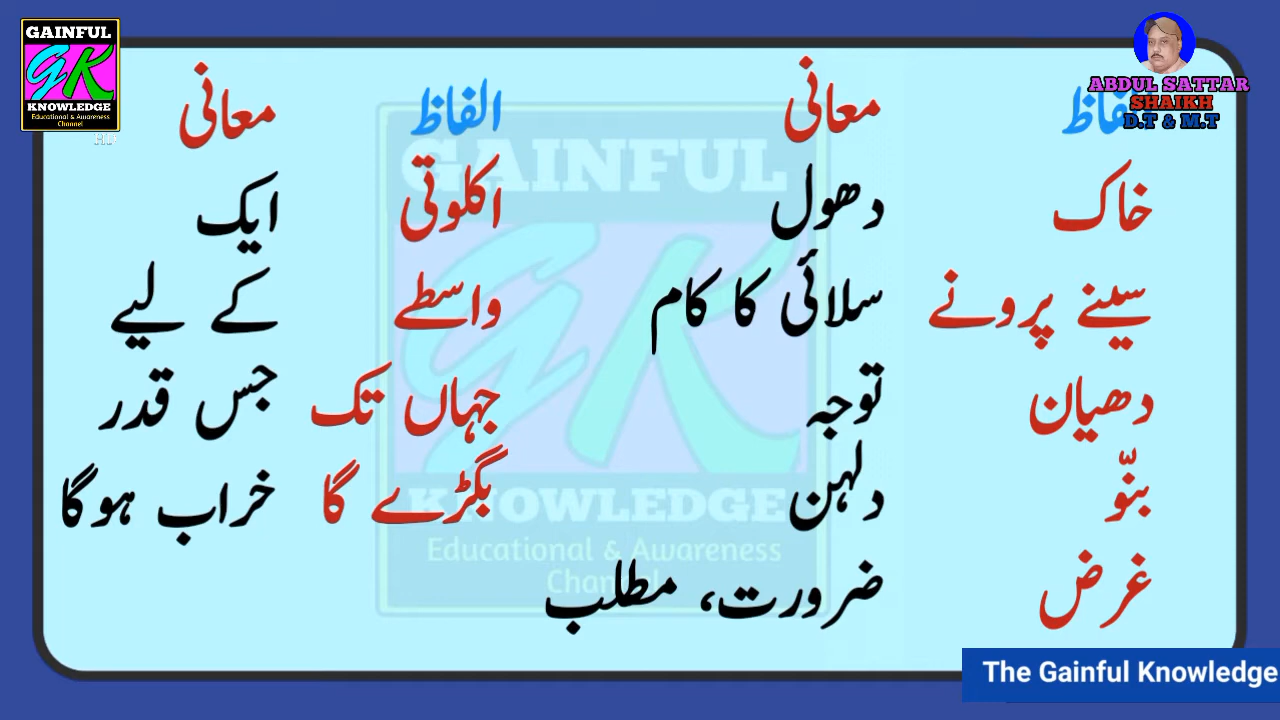 GAINFUL
GK
KNOWLEDGE
Educational & Awareness
Channel
ABDUL SATTAR
SHAIKH
D.T & M.T
معانی الفاظ معانی
خاک دھول اکلوتی ایک
سینے پرونے سلائی کا کام واسطے کے لیے
دھیان توجہ جہاں تک جس قدر
بنّو دلہن بگڑے گا خراب ہوگا
غرض ضرورت، مطلب
GAINFUL
GK
KNOWLEDGE
Educational & Awareness
Channel
The Gainful Knowledge